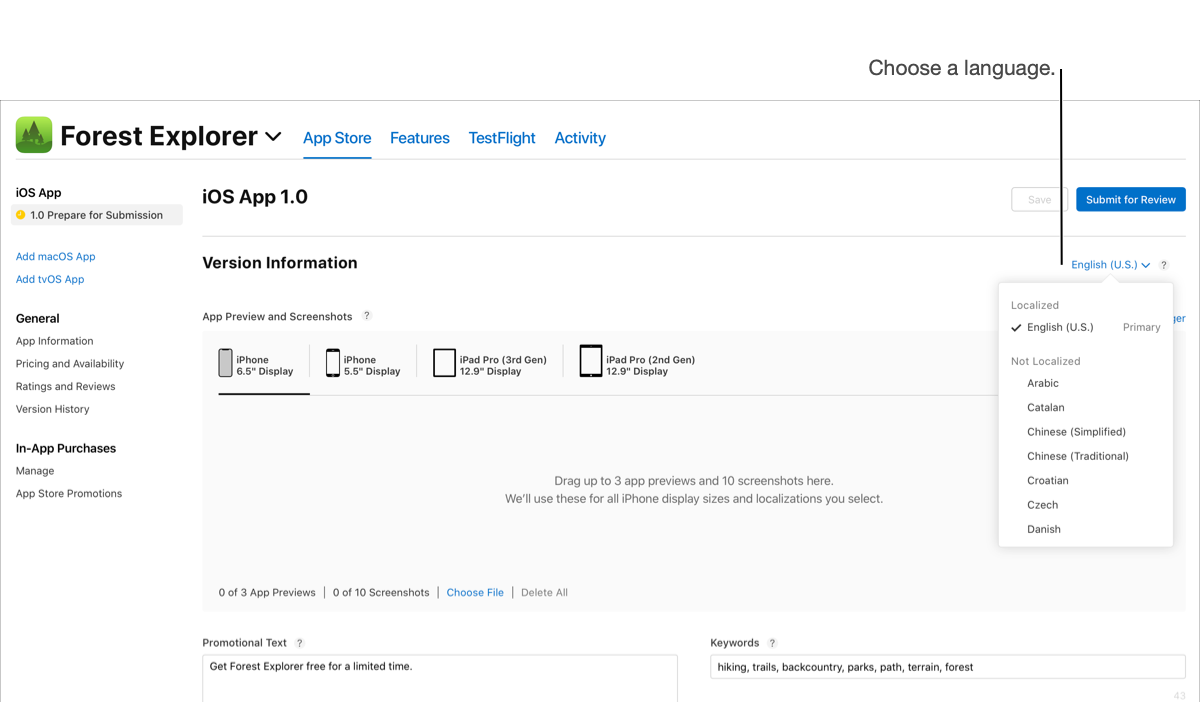 Choose a language.
Forest Explorer
App Store Features TestFlight Activity
iOS App
1.0 Prepare for Submission
Add macOS App
Add tvOS App
General
App Information
Pricing and Availability
Ratings and Reviews
Version History
In-App Purchases
Manage
App Store Promotions
iOS App 1.0
Save Submit for Review
Version Information
English (U.S.) ?
Localized
English (U.S.) Primary
Not Localized
Arabic
Catalan
Chinese (Simplified)
Chinese (Traditional)
Croatian
Czech
Danish
App Preview and Screenshots ?
iPhone
6.5" Display
iPhone
5.5" Display
iPad Pro (3rd Gen)
12.9" Display
iPad Pro (2nd Gen)
12.9" Display
Drag up to 3 app previews and 10 screenshots here.
We'll use these for all iPhone display sizes and localizations you select.
0 of 3 App Previews | 0 of 10 Screenshots | Choose File | Delete All
Promotional Text ?
Get Forest Explorer free for a limited time.
Keywords ?
hiking, trails, backcountry, parks, path, terrain, forest
43